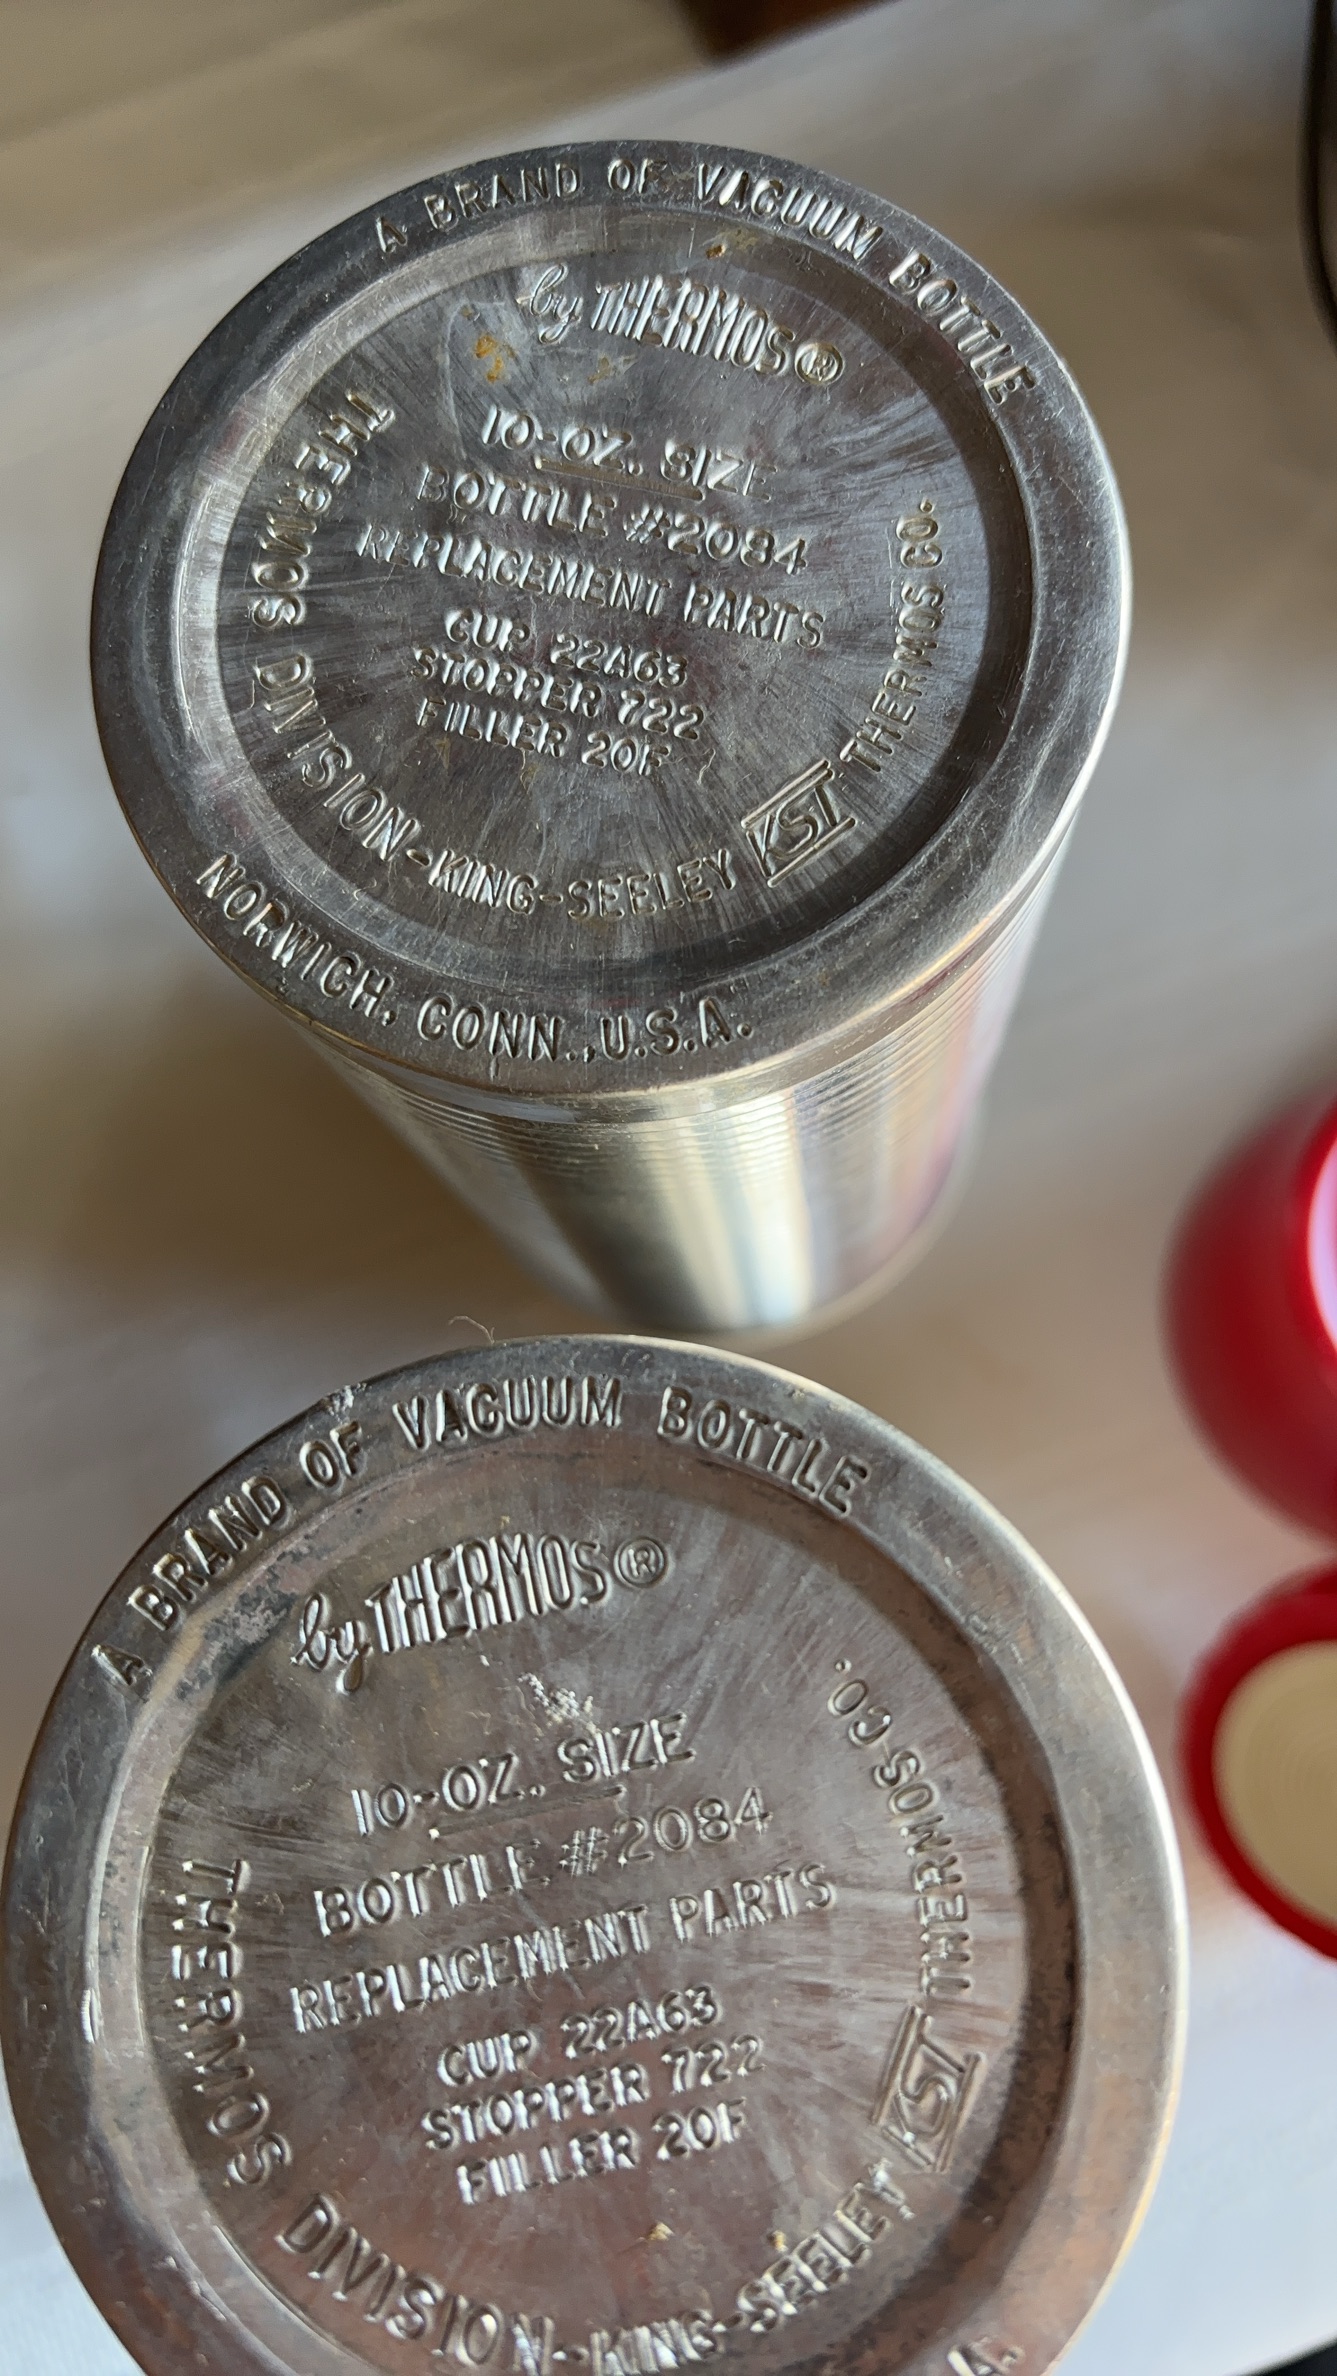 A BRAND OF VACUUM BOTTLE
by THERMOS®
10-OZ. SIZE
BOTTLE #2084
REPLACEMENT PARTS
CUP 22A63
STOPPER 722
FILLER 20F
THERMOS DIVISION-KING-SEELEY KST THERMOS CO.
NORWICH, CONN., U.S.A.
A BRAND OF VACUUM BOTTLE
by THERMOS®
10-OZ. SIZE
BOTTLE #2084
REPLACEMENT PARTS
CUP 22A63
STOPPER 722
FILLER 20F
THERMOS DIVISION-KING-SEELEY KST THERMOS CO.
A.